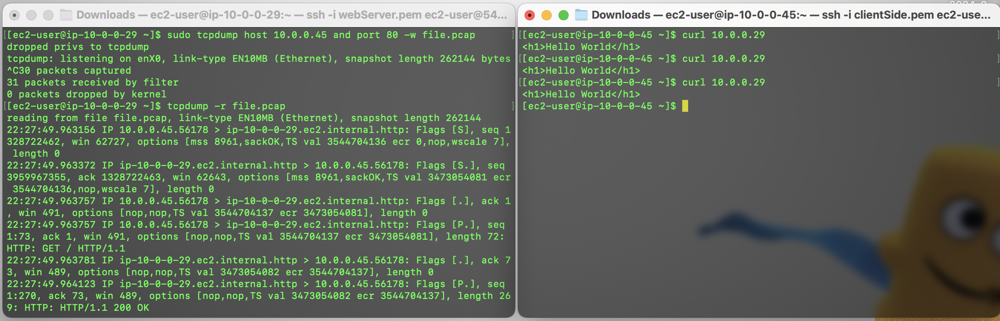 Downloads — ec2-user@ip-10-0-0-29:~ — ssh -i webServer.pem ec2-user@54...
[[ec2-user@ip-10-0-0-29 ~]$ sudo tcpdump host 10.0.0.45 and port 80 -w file.pcap ]
dropped privs to tcpdump
tcpdump: listening on enX0, link-type EN10MB (Ethernet), snapshot length 262144 bytes
^C30 packets captured
31 packets received by filter
0 packets dropped by kernel
[[ec2-user@ip-10-0-0-29 ~]$ tcpdump -r file.pcap ]
reading from file file.pcap, link-type EN10MB (Ethernet), snapshot length 262144
22:27:49.963156 IP 10.0.0.45.56178 > ip-10-0-0-29.ec2.internal.http: Flags [S], seq 1
328722462, win 62727, options [mss 8961,sackOK,TS val 3544704136 ecr 0,nop,wscale 7],
length 0
22:27:49.963372 IP ip-10-0-0-29.ec2.internal.http > 10.0.0.45.56178: Flags [S.], seq
3959967355, ack 1328722463, win 62643, options [mss 8961,sackOK,TS val 3473054081 ecr
3544704136,nop,wscale 7], length 0
22:27:49.963757 IP 10.0.0.45.56178 > ip-10-0-0-29.ec2.internal.http: Flags [.], ack 1
, win 491, options [nop,nop,TS val 3544704137 ecr 3473054081], length 0
22:27:49.963757 IP 10.0.0.45.56178 > ip-10-0-0-29.ec2.internal.http: Flags [P.], seq
1:73, ack 1, win 491, options [nop,nop,TS val 3544704137 ecr 3473054081], length 72:
HTTP: GET / HTTP/1.1
22:27:49.963781 IP ip-10-0-0-29.ec2.internal.http > 10.0.0.45.56178: Flags [.], ack 7
3, win 489, options [nop,nop,TS val 3473054082 ecr 3544704137], length 0
22:27:49.964123 IP ip-10-0-0-29.ec2.internal.http > 10.0.0.45.56178: Flags [P.], seq
1:270, ack 73, win 489, options [nop,nop,TS val 3473054082 ecr 3544704137], length 26
9: HTTP: HTTP/1.1 200 OK
Downloads — ec2-user@ip-10-0-0-45:~ — ssh -i clientSide.pem ec2-use...
[[ec2-user@ip-10-0-0-45 ~]$ curl 10.0.0.29 ]
<h1>Hello World</h1>
[[ec2-user@ip-10-0-0-45 ~]$ curl 10.0.0.29 ]
<h1>Hello World</h1>
[[ec2-user@ip-10-0-0-45 ~]$ curl 10.0.0.29 ]
<h1>Hello World</h1>
[ec2-user@ip-10-0-0-45 ~]$